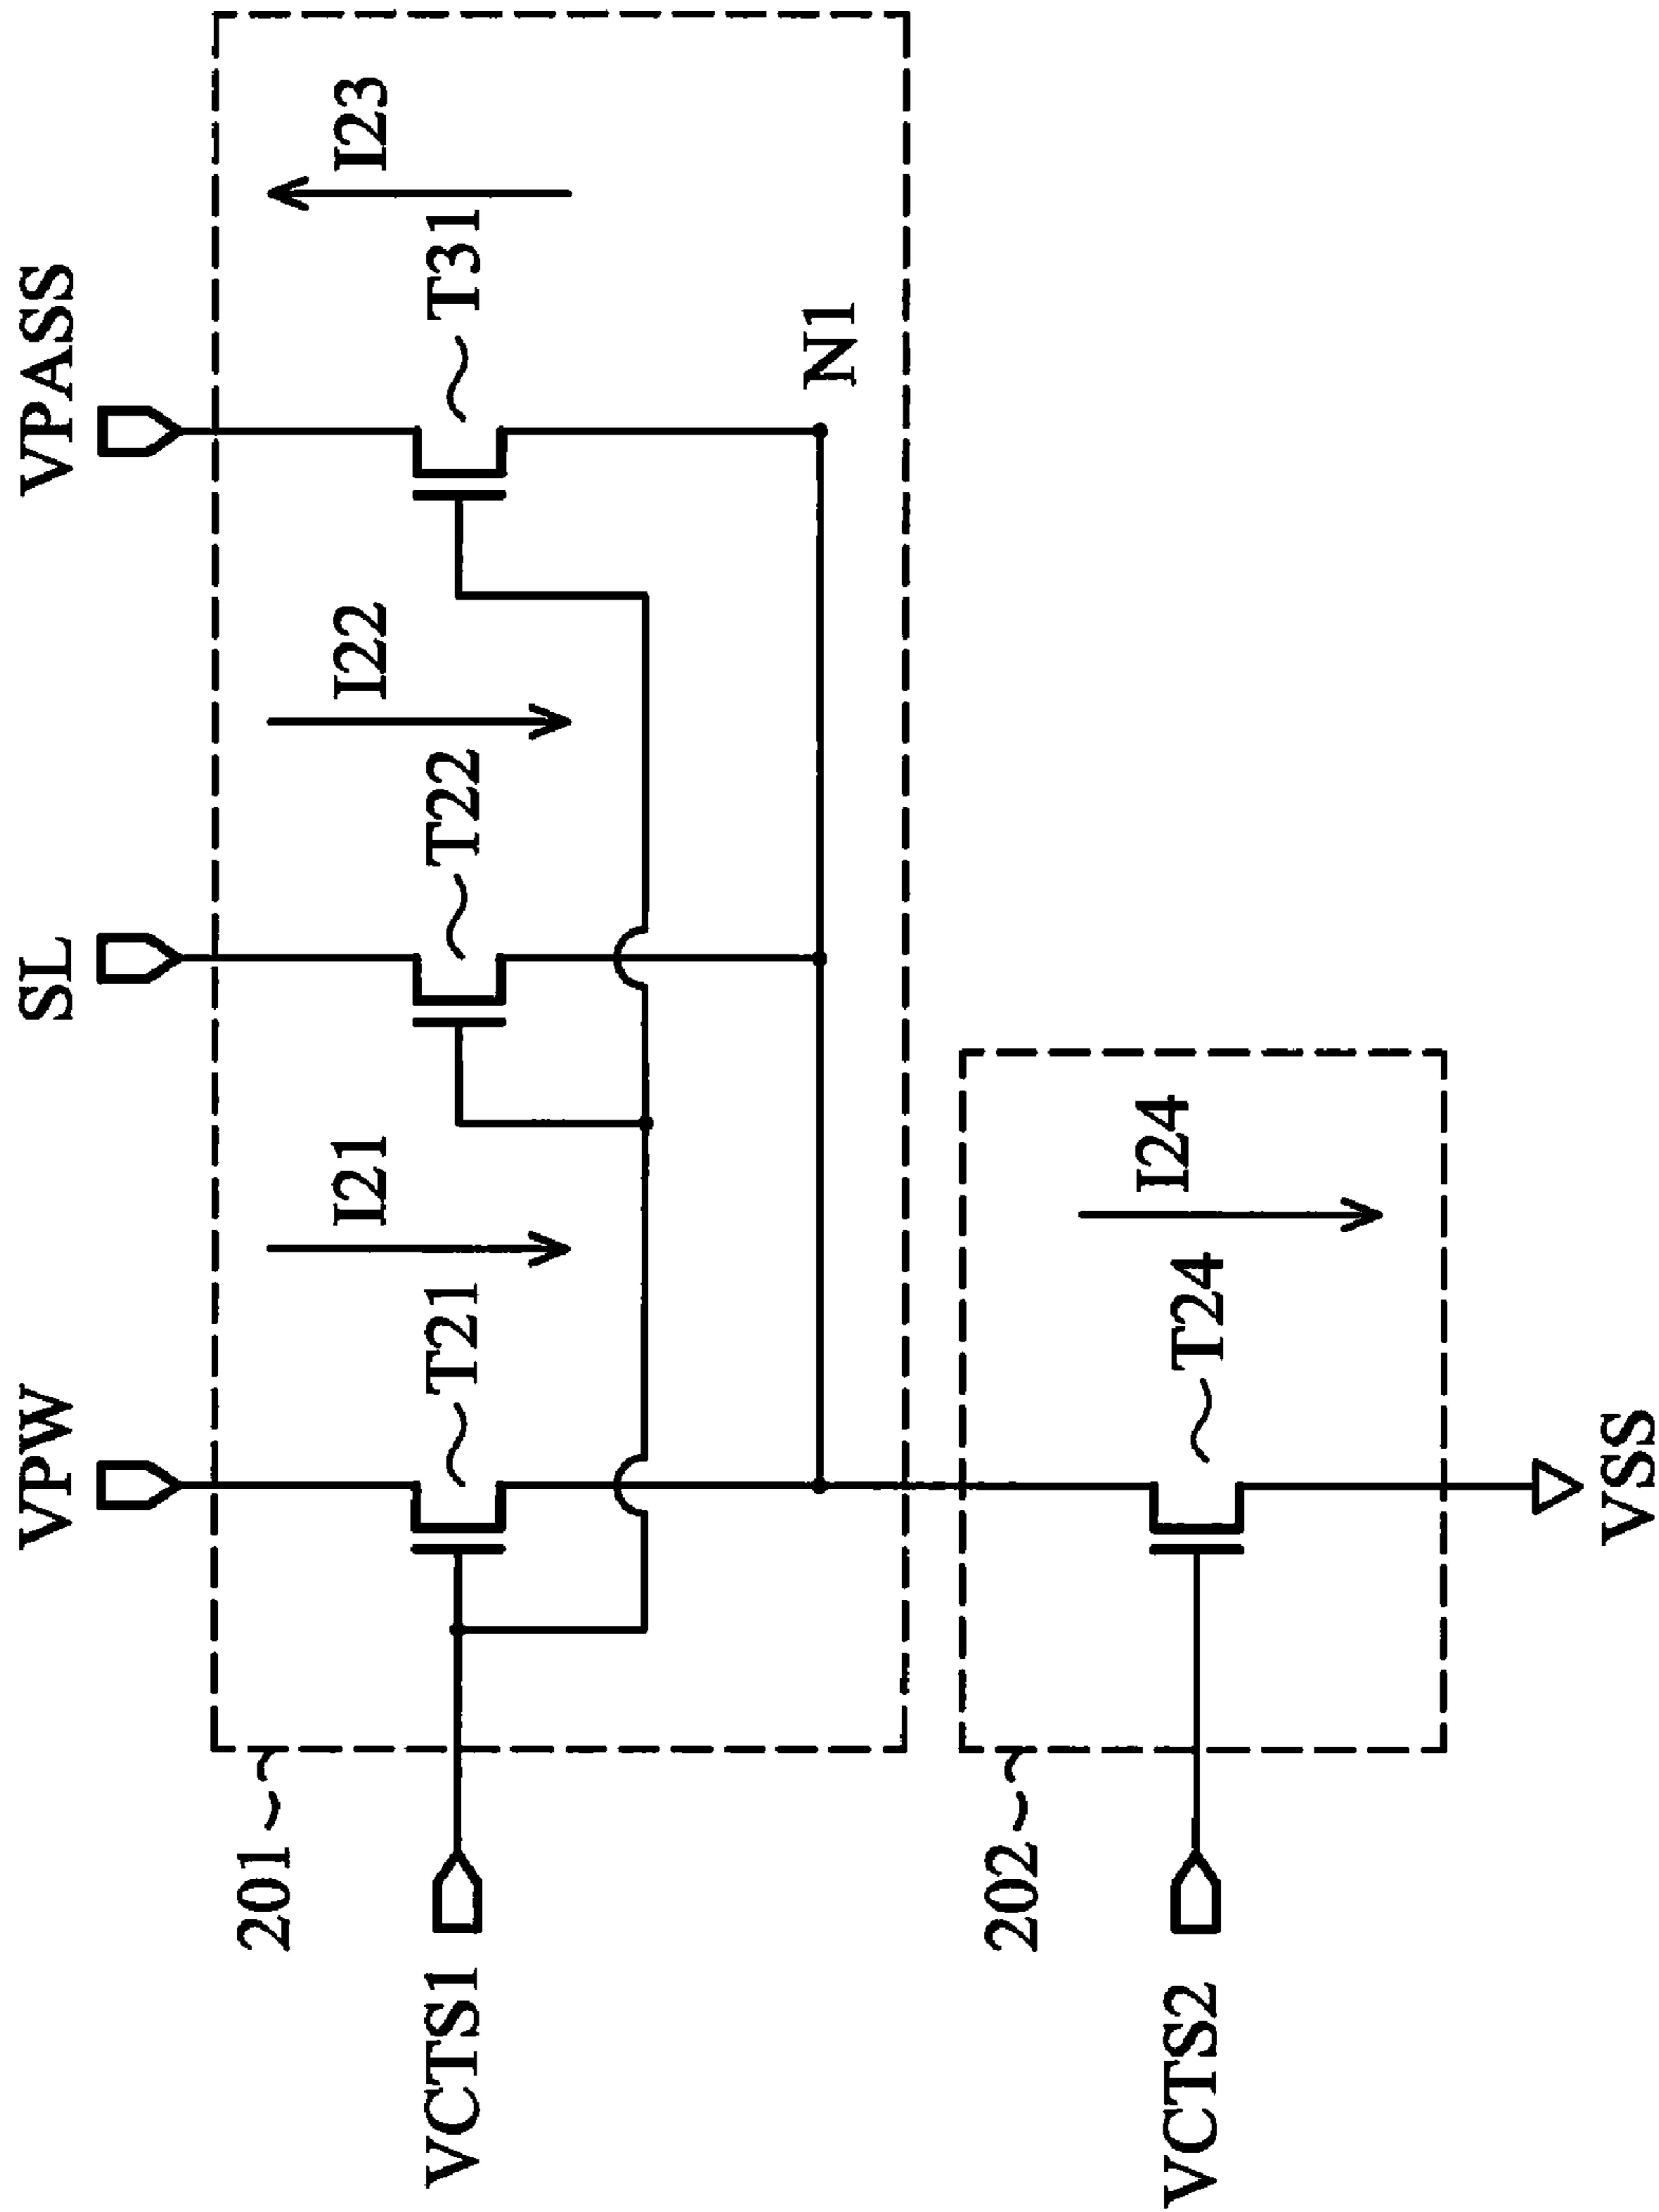 VPW
SL
VPASS
201
I21
I22
I23
VCTS1
T21
T22
T31
N1
202
I24
VCTS2
T24
VSS